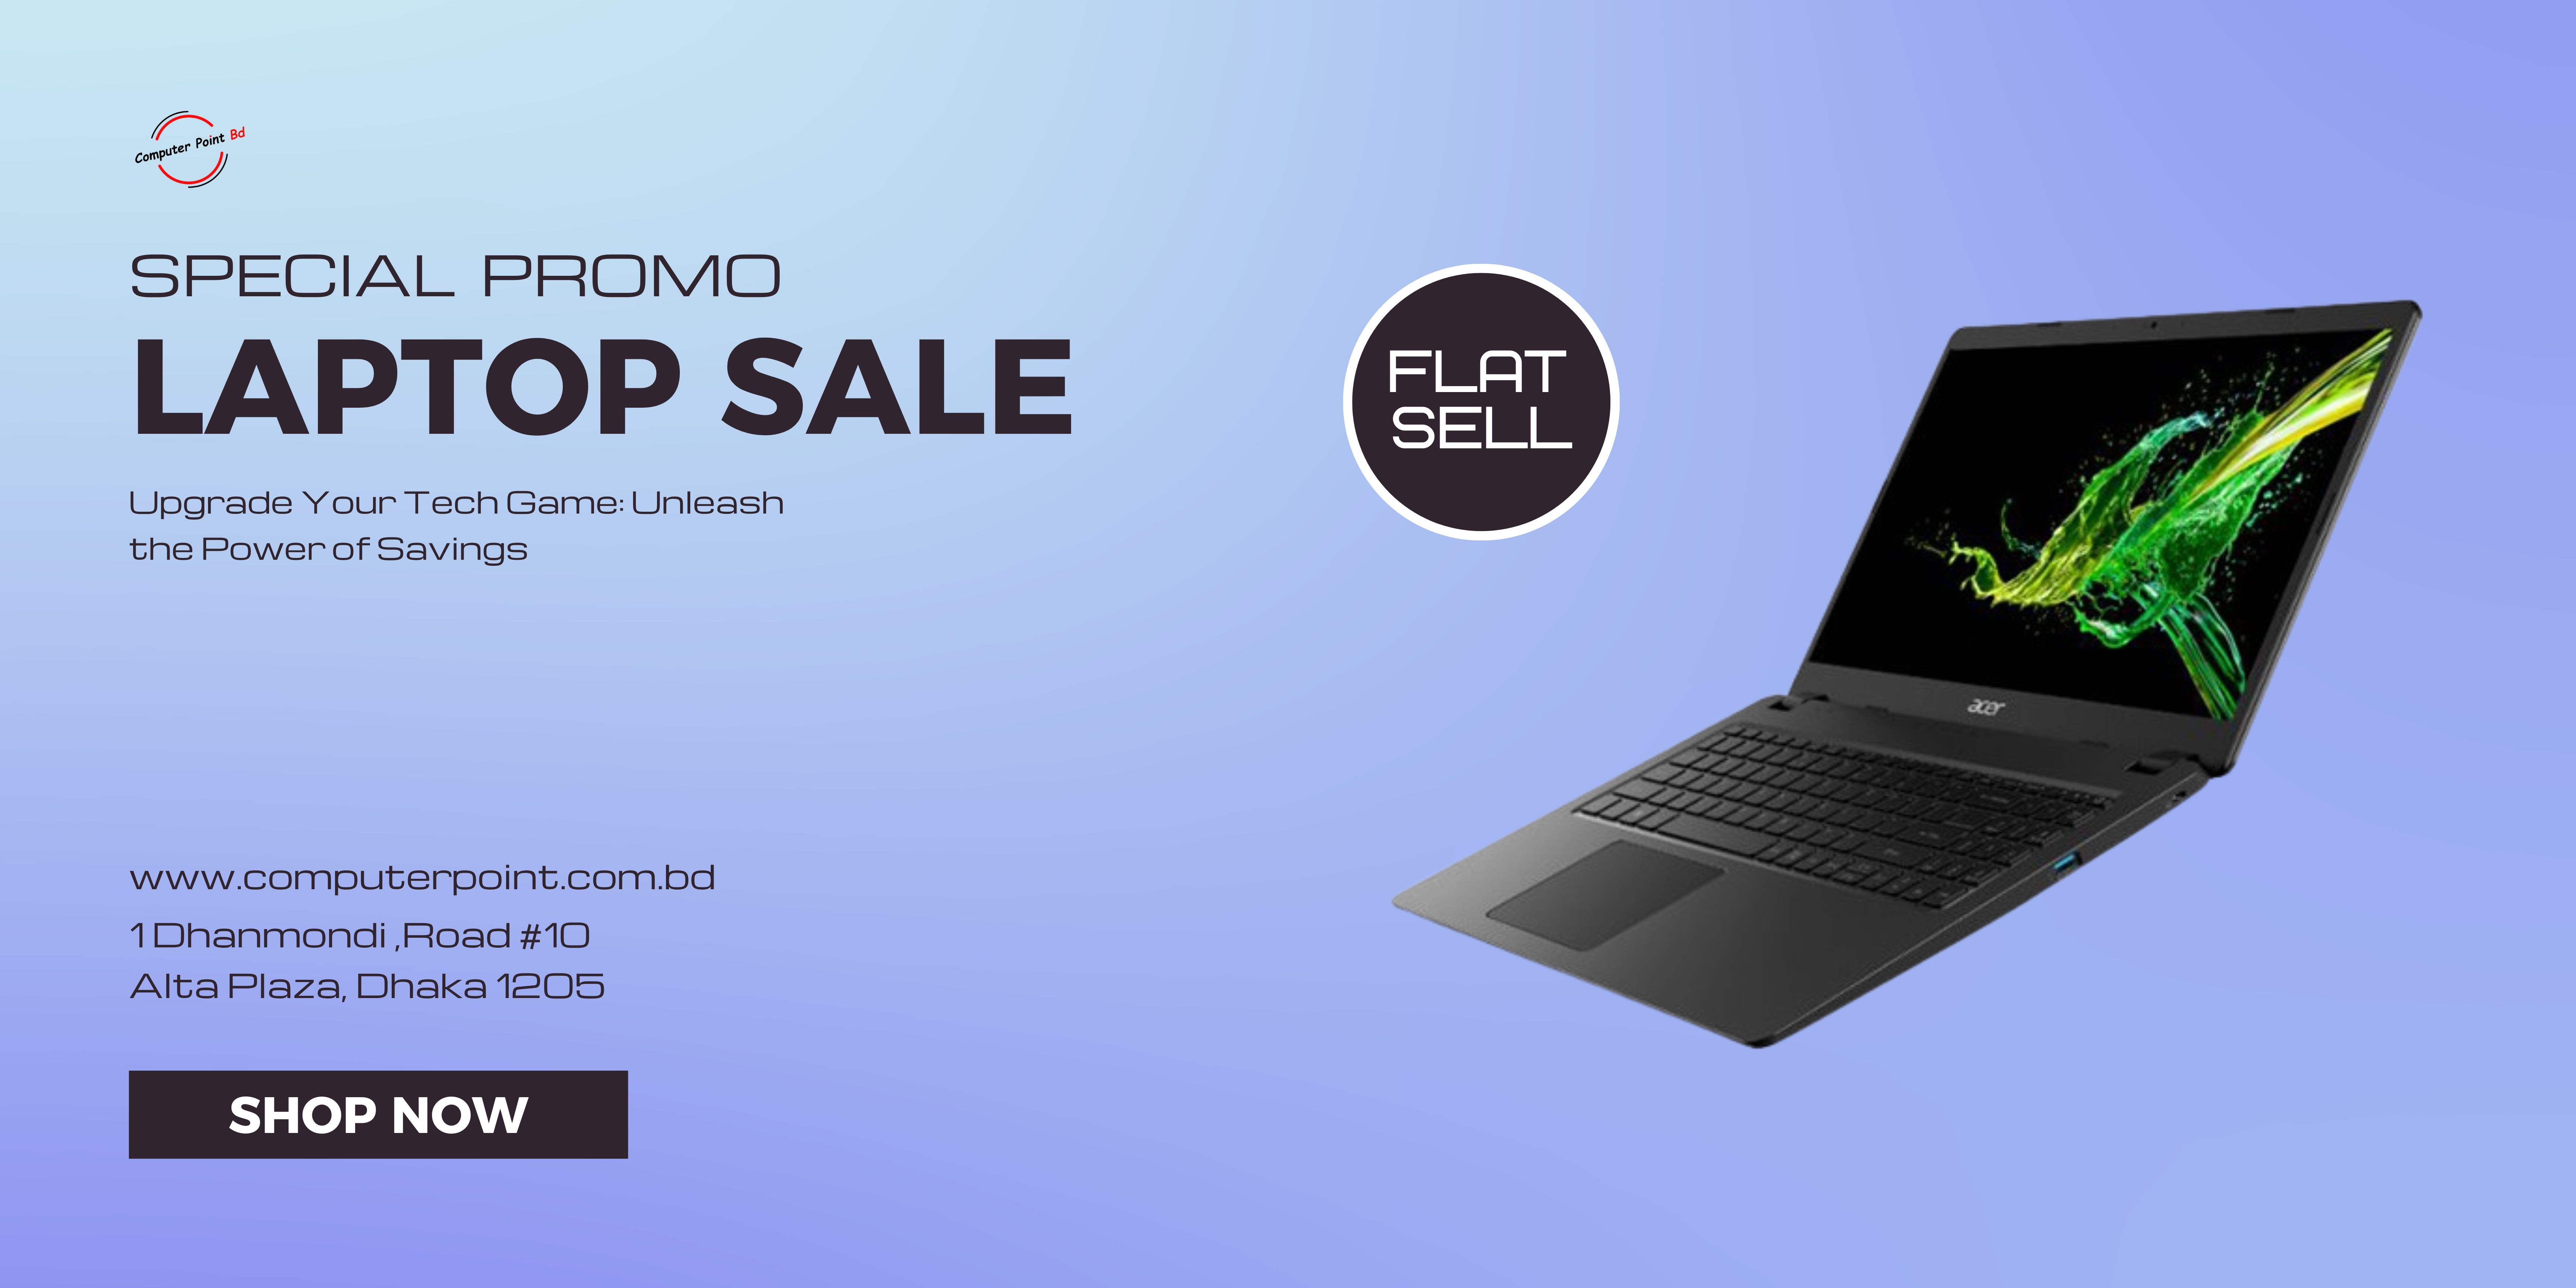 Computer Point Bd
SPECIAL PROMO
LAPTOP SALE
Upgrade Your Tech Game: Unleash
the Power of Savings
FLAT
SELL
acer
www.computerpoint.com.bd
1 Dhanmondi ,Road #10
Alta Plaza, Dhaka 1205
SHOP NOW